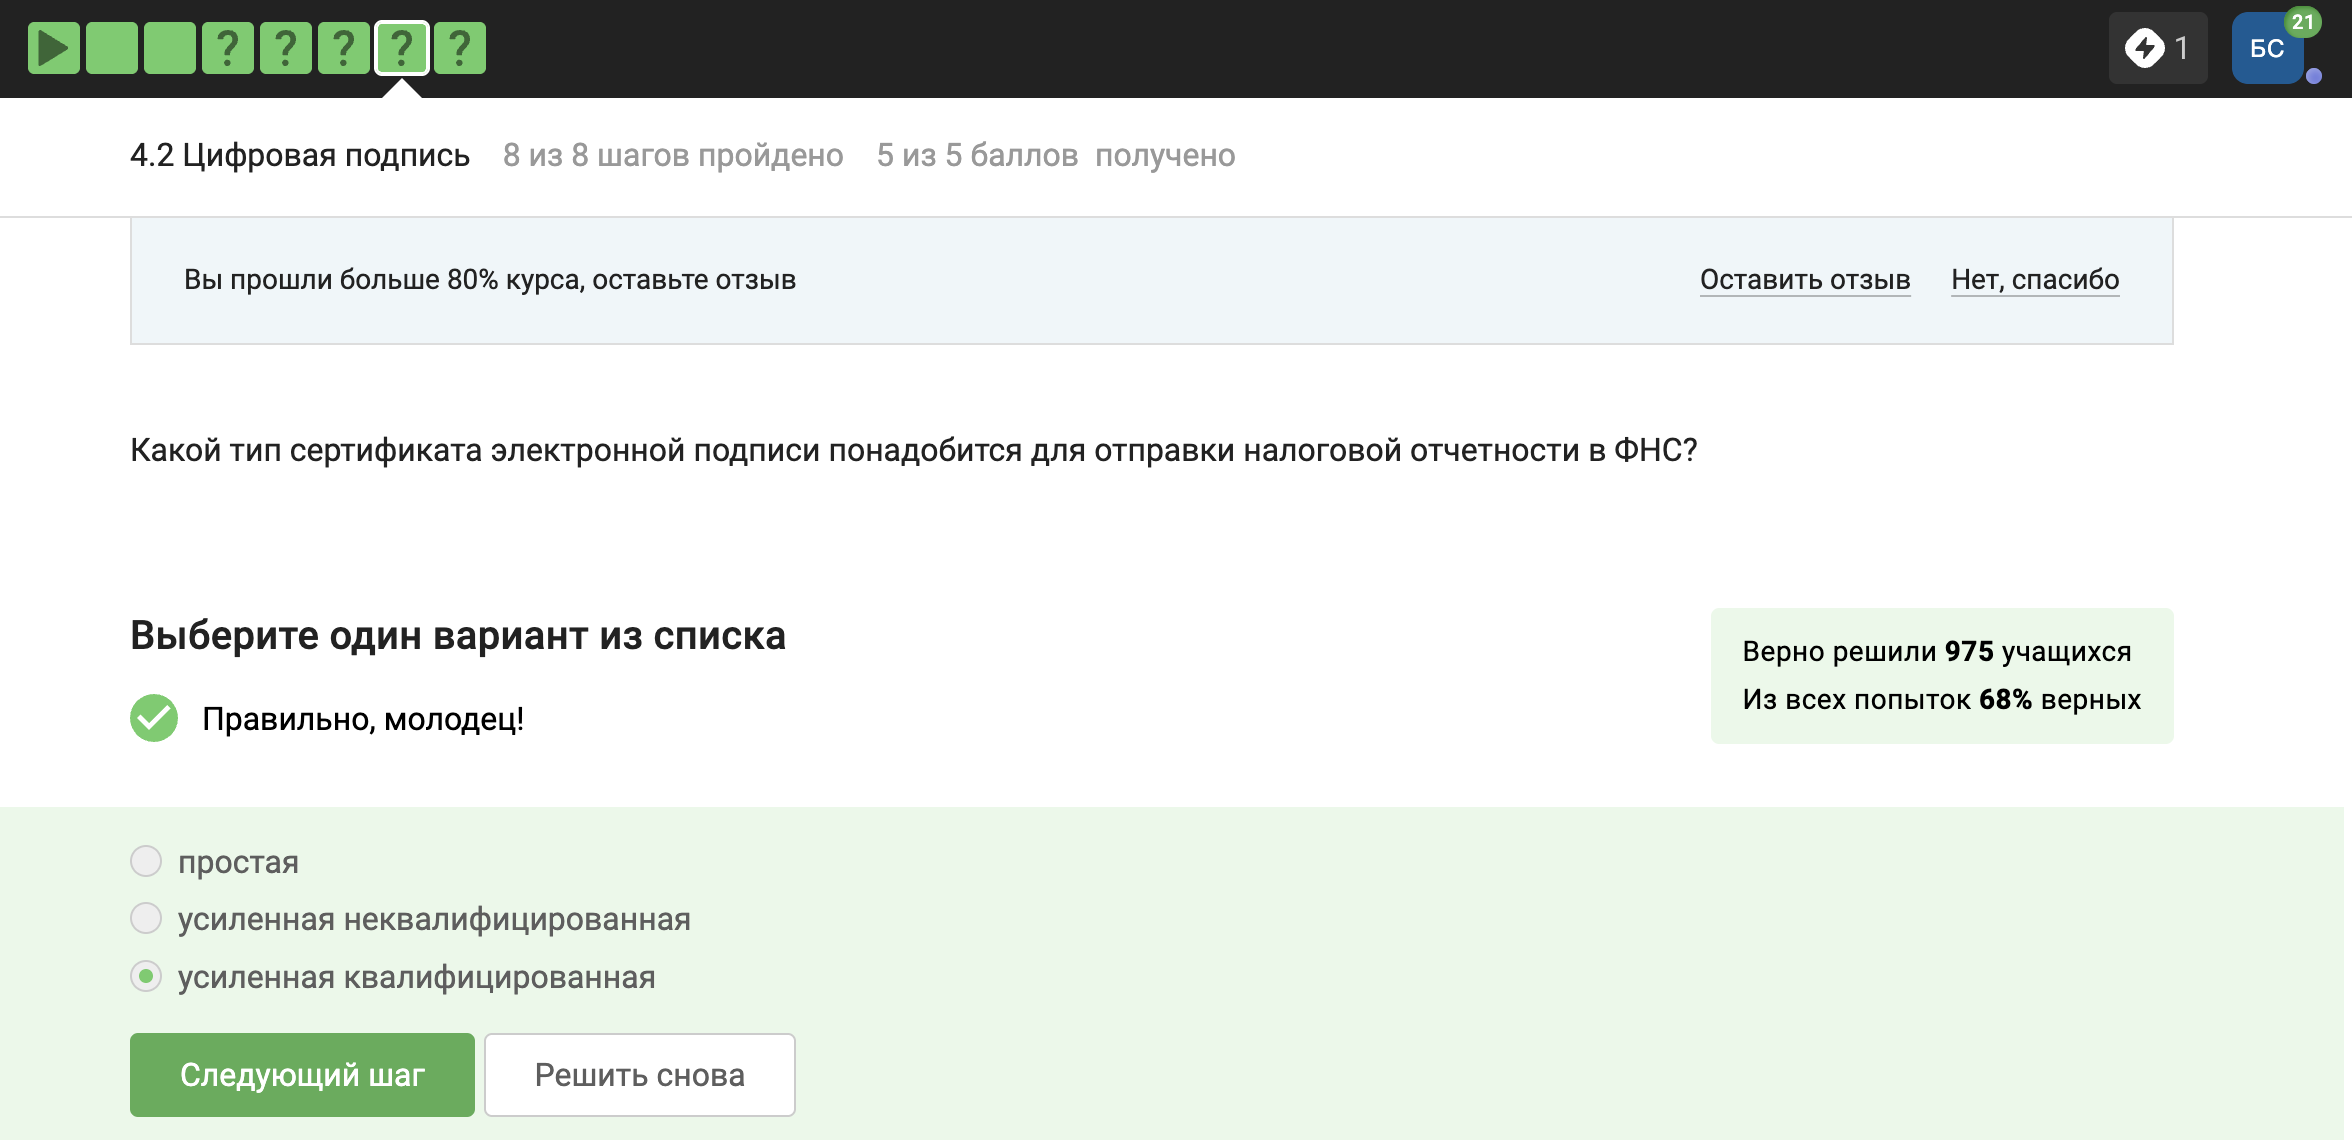 ? ? ? ? ?
1
БС
21
4.2 Цифровая подпись 8 из 8 шагов пройдено 5 из 5 баллов получено
Вы прошли больше 80% курса, оставьте отзыв Оставить отзыв Нет, спасибо
Какой тип сертификата электронной подписи понадобится для отправки налоговой отчетности в ФНС?
Выберите один вариант из списка
Правильно, молодец!
Верно решили 975 учащихся
Из всех попыток 68% верных
простая
усиленная неквалифицированная
усиленная квалифицированная
Следующий шаг Решить снова